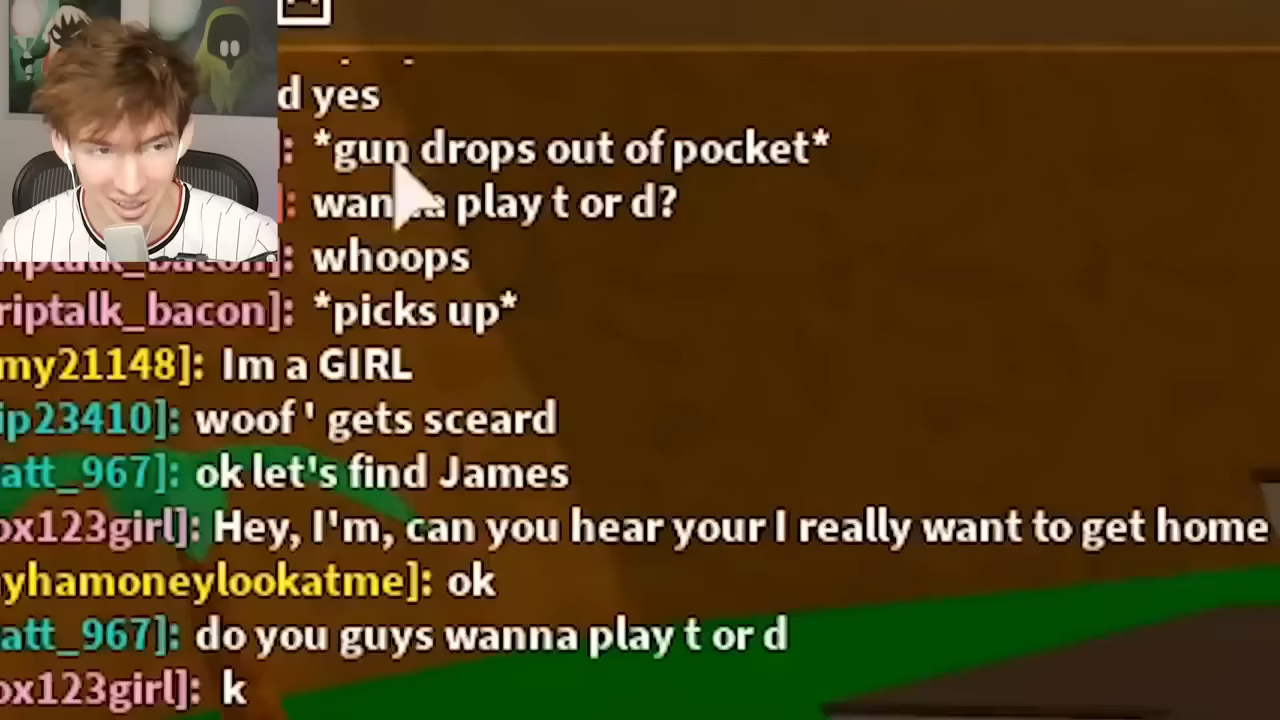 d yes
]: *gun drops out of pocket*
]: wanna play t or d?
riptalk_bacon]: whoops
riptalk_bacon]: *picks up*
my21148]: Im a GIRL
ip23410]: woof ' gets sceard
att_967]: ok let's find James
ox123girl]: Hey, I'm, can you hear your I really want to get home
yhamoneylookatme]: ok
att_967]: do you guys wanna play t or d
ox123girl]: k